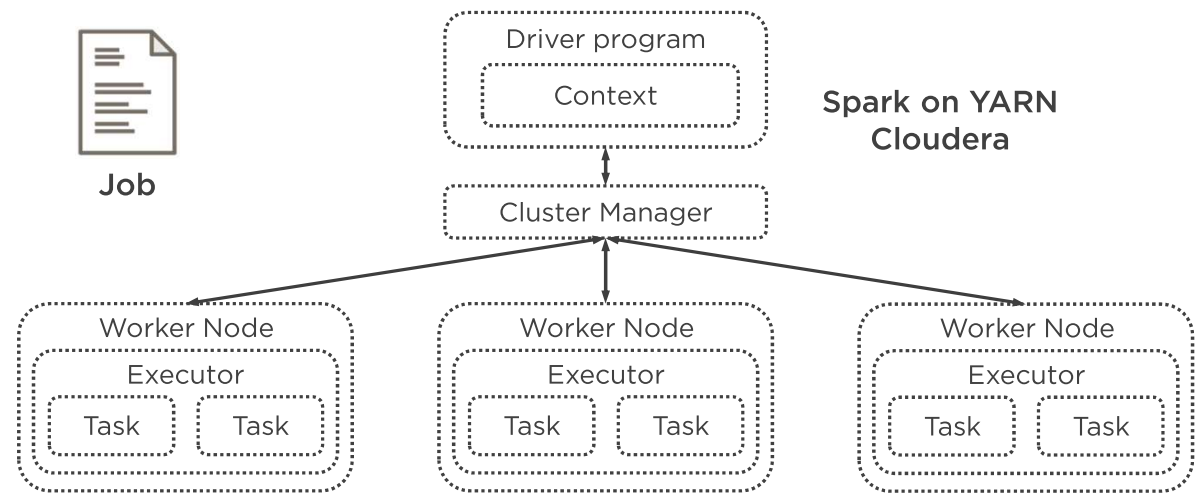 Driver program
Context
Spark on YARN
Cloudera
Job
Cluster Manager
Worker Node
Executor
Task Task
Worker Node
Executor
Task Task
Worker Node
Executor
Task Task